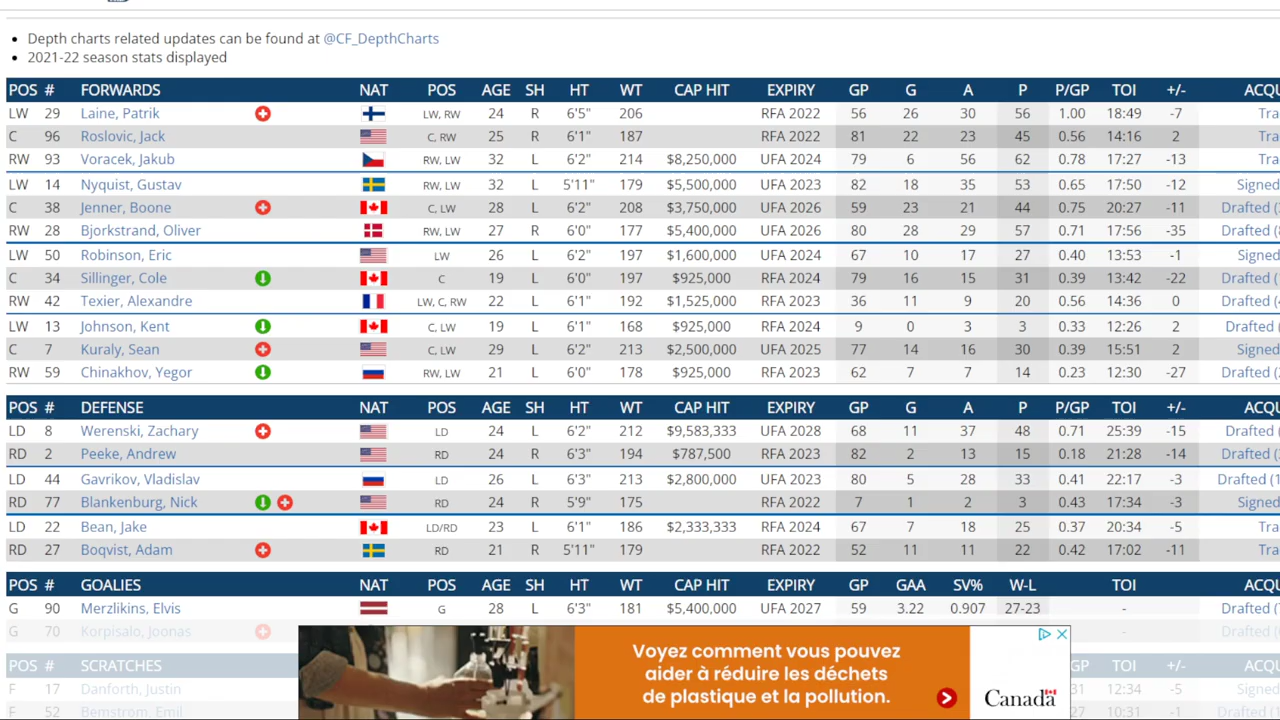 Depth charts related updates can be found at @CF_DepthCharts
2021-22 season stats displayed
POS # FORWARDS NAT POS AGE SH HT WT CAP HIT EXPIRY GP G A P P/GP TOI +/- ACQU
LW 29 Laine, Patrik LW, RW 24 R 6'5" 206 RFA 2022 56 26 30 56 1.00 18:49 -7 Tra
C 96 Roslovic, Jack C, RW 25 R 6'1" 187 RFA 2022 81 22 23 45 0.56 14:16 2 Tra
RW 93 Voracek, Jakub RW, LW 32 L 6'2" 214 $8,250,000 UFA 2024 79 6 56 62 0.78 17:27 -13 Tra
LW 14 Nyquist, Gustav RW, LW 32 L 5'11" 179 $5,500,000 UFA 2023 82 18 35 53 0.65 17:50 -12 Signed
C 38 Jenner, Boone C, LW 28 L 6'2" 208 $3,750,000 UFA 2026 59 23 21 44 0.75 20:27 -11 Drafted (
RW 28 Bjorkstrand, Oliver RW, LW 27 R 6'0" 177 $5,400,000 UFA 2026 80 28 29 57 0.71 17:56 -35 Drafted (
LW 50 Robinson, Eric LW 26 L 6'2" 197 $1,600,000 UFA 2023 67 10 17 27 0.40 13:53 -1 Signed
C 34 Sillinger, Cole C 19 L 6'0" 197 $925,000 RFA 2024 79 16 15 31 0.39 13:42 -22 Drafted (
RW 42 Texier, Alexandre LW, C, RW 22 L 6'1" 192 $1,525,000 RFA 2023 36 11 9 20 0.56 14:36 0 Drafted (
LW 13 Johnson, Kent C, LW 19 L 6'1" 168 $925,000 RFA 2024 9 0 3 3 0.33 12:26 2 Drafted (
C 7 Kuraly, Sean C, LW 29 L 6'2" 213 $2,500,000 UFA 2025 77 14 16 30 0.39 15:51 2 Signed
RW 59 Chinakhov, Yegor RW, LW 21 L 6'0" 178 $925,000 RFA 2023 62 7 7 14 0.23 12:30 -27 Drafted (
POS # DEFENSE NAT POS AGE SH HT WT CAP HIT EXPIRY GP G A P P/GP TOI +/- ACQU
LD 8 Werenski, Zachary LD 24 L 6'2" 212 $9,583,333 UFA 2028 68 11 37 48 0.71 25:39 -15 Drafted (
RD 2 Peeke, Andrew RD 24 R 6'3" 194 $787,500 RFA 2022 82 2 13 15 0.18 21:28 -14 Drafted (
LD 44 Gavrikov, Vladislav LD 26 L 6'3" 213 $2,800,000 UFA 2023 80 5 28 33 0.41 22:17 -3 Drafted (1
RD 77 Blankenburg, Nick RD 24 R 5'9" 175 RFA 2022 7 1 2 3 0.43 17:34 -3 Signed
LD 22 Bean, Jake LD/RD 23 L 6'1" 186 $2,333,333 RFA 2024 67 7 18 25 0.37 20:34 -5 Tra
RD 27 Boqvist, Adam RD 21 R 5'11" 179 RFA 2022 52 11 11 22 0.42 17:02 -11 Tra
POS # GOALIES NAT POS AGE SH HT WT CAP HIT EXPIRY GP GAA SV% W-L TOI ACQU
G 90 Merzlikins, Elvis G 28 L 6'3" 181 $5,400,000 UFA 2027 59 3.22 0.907 27-23 - Drafted (
G 70 Korpisalo, Joonas - Drafted (
POS # SCRATCHES GP TOI +/- ACQU
F 17 Danforth, Justin 31 12:34 -5 Signed
F 52 Bemstrom, Emil 27 10:31 -1 Drafted (
Voyez comment vous pouvez
aider à réduire les déchets
de plastique et la pollution.
Canada